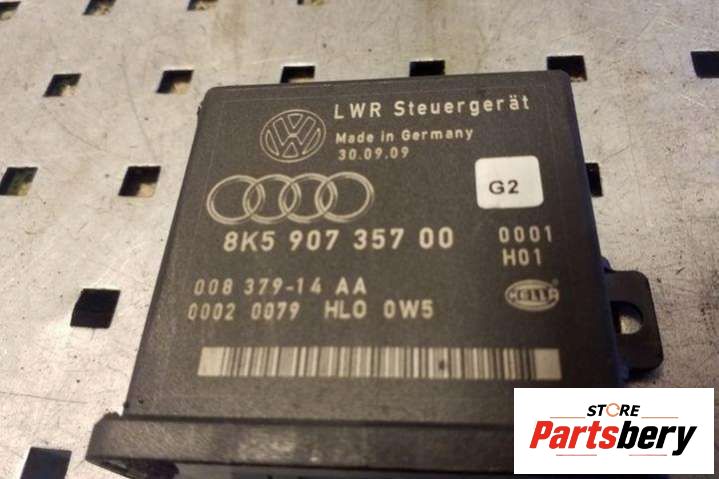 LWR Steuergerät
Made in Germany
30.09.09
G2
8K5 907 357 00
0001
H01
008 379-14 AA
0002 0079 HL0 0W5
HELLA
STORE
Partsbery